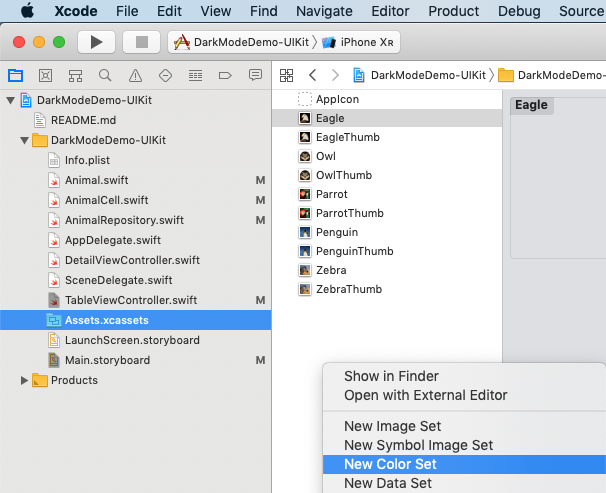 Xcode File Edit View Find Navigate Editor Product Debug Source
DarkModeDemo-UIKit iPhone XR
DarkModeDemo-UIKit DarkModeDemo-
DarkModeDemo-UIKit
README.md
DarkModeDemo-UIKit
Info.plist
Animal.swift M
AnimalCell.swift M
AnimalRepository.swift M
AppDelegate.swift
DetailViewController.swift
SceneDelegate.swift
TableViewController.swift M
Assets.xcassets
LaunchScreen.storyboard
Main.storyboard M
Products
AppIcon
Eagle
EagleThumb
Owl
OwlThumb
Parrot
ParrotThumb
Penguin
PenguinThumb
Zebra
ZebraThumb
Eagle
Show in Finder
Open with External Editor
New Image Set
New Symbol Image Set
New Color Set
New Data Set